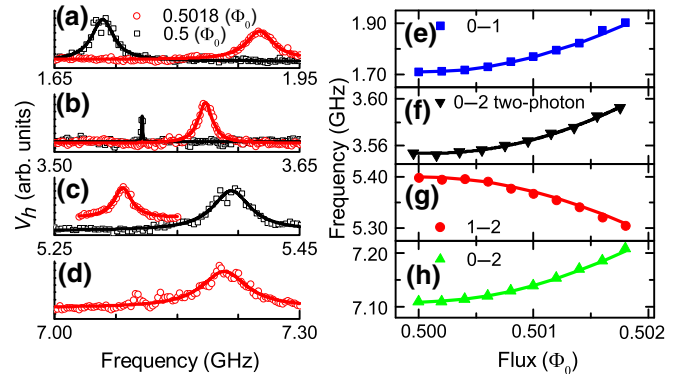 (a)
0.5018 (Φ0)
0.5 (Φ0)
1.65 1.95
(b)
3.50 3.65
(c)
5.25 5.45
(d)
7.00 7.30
Frequency (GHz)
Vh (arb. units)
1.90
(e) 0–1
1.70
3.60
(f) 0–2 two-photon
3.56
5.40
(g)
1–2
5.30
7.20
(h) 0–2
7.10
0.500 0.501 0.502
Flux (Φ0)
Frequency (GHz)